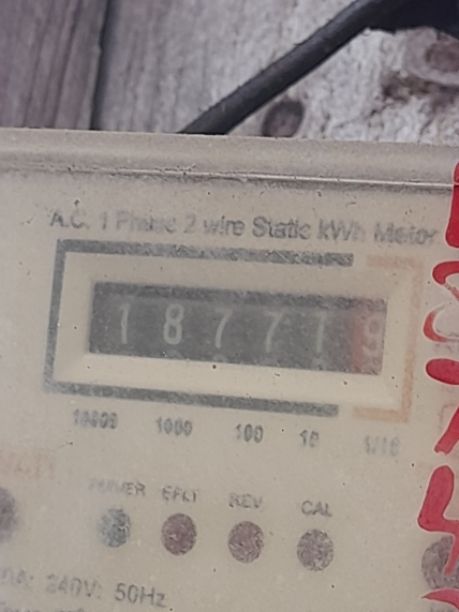 A.C. 1 Phase 2 wire Static kWh Meter
1 8 7 7 1 9
10000 1000 100 10 1/10
POWER EFLT REV CAL
240V: 50Hz